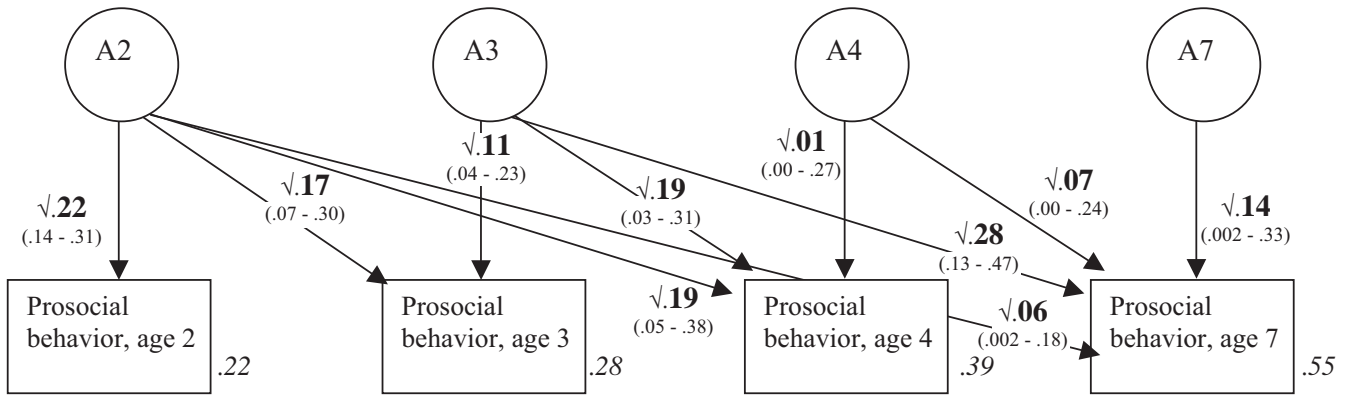 A2
A3
A4
A7
√.11
(.04 - .23)
√.01
(.00 - .27)
√.17
(.07 - .30)
√.19
(.03 - .31)
√.07
(.00 - .24)
√.22
(.14 - .31)
√.14
(.002 - .33)
√.28
(.13 - .47)
√.19
(.05 - .38)
√.06
(.002 - .18)
Prosocial
behavior, age 2
.22
Prosocial
behavior, age 3
.28
Prosocial
behavior, age 4
.39
Prosocial
behavior, age 7
.55